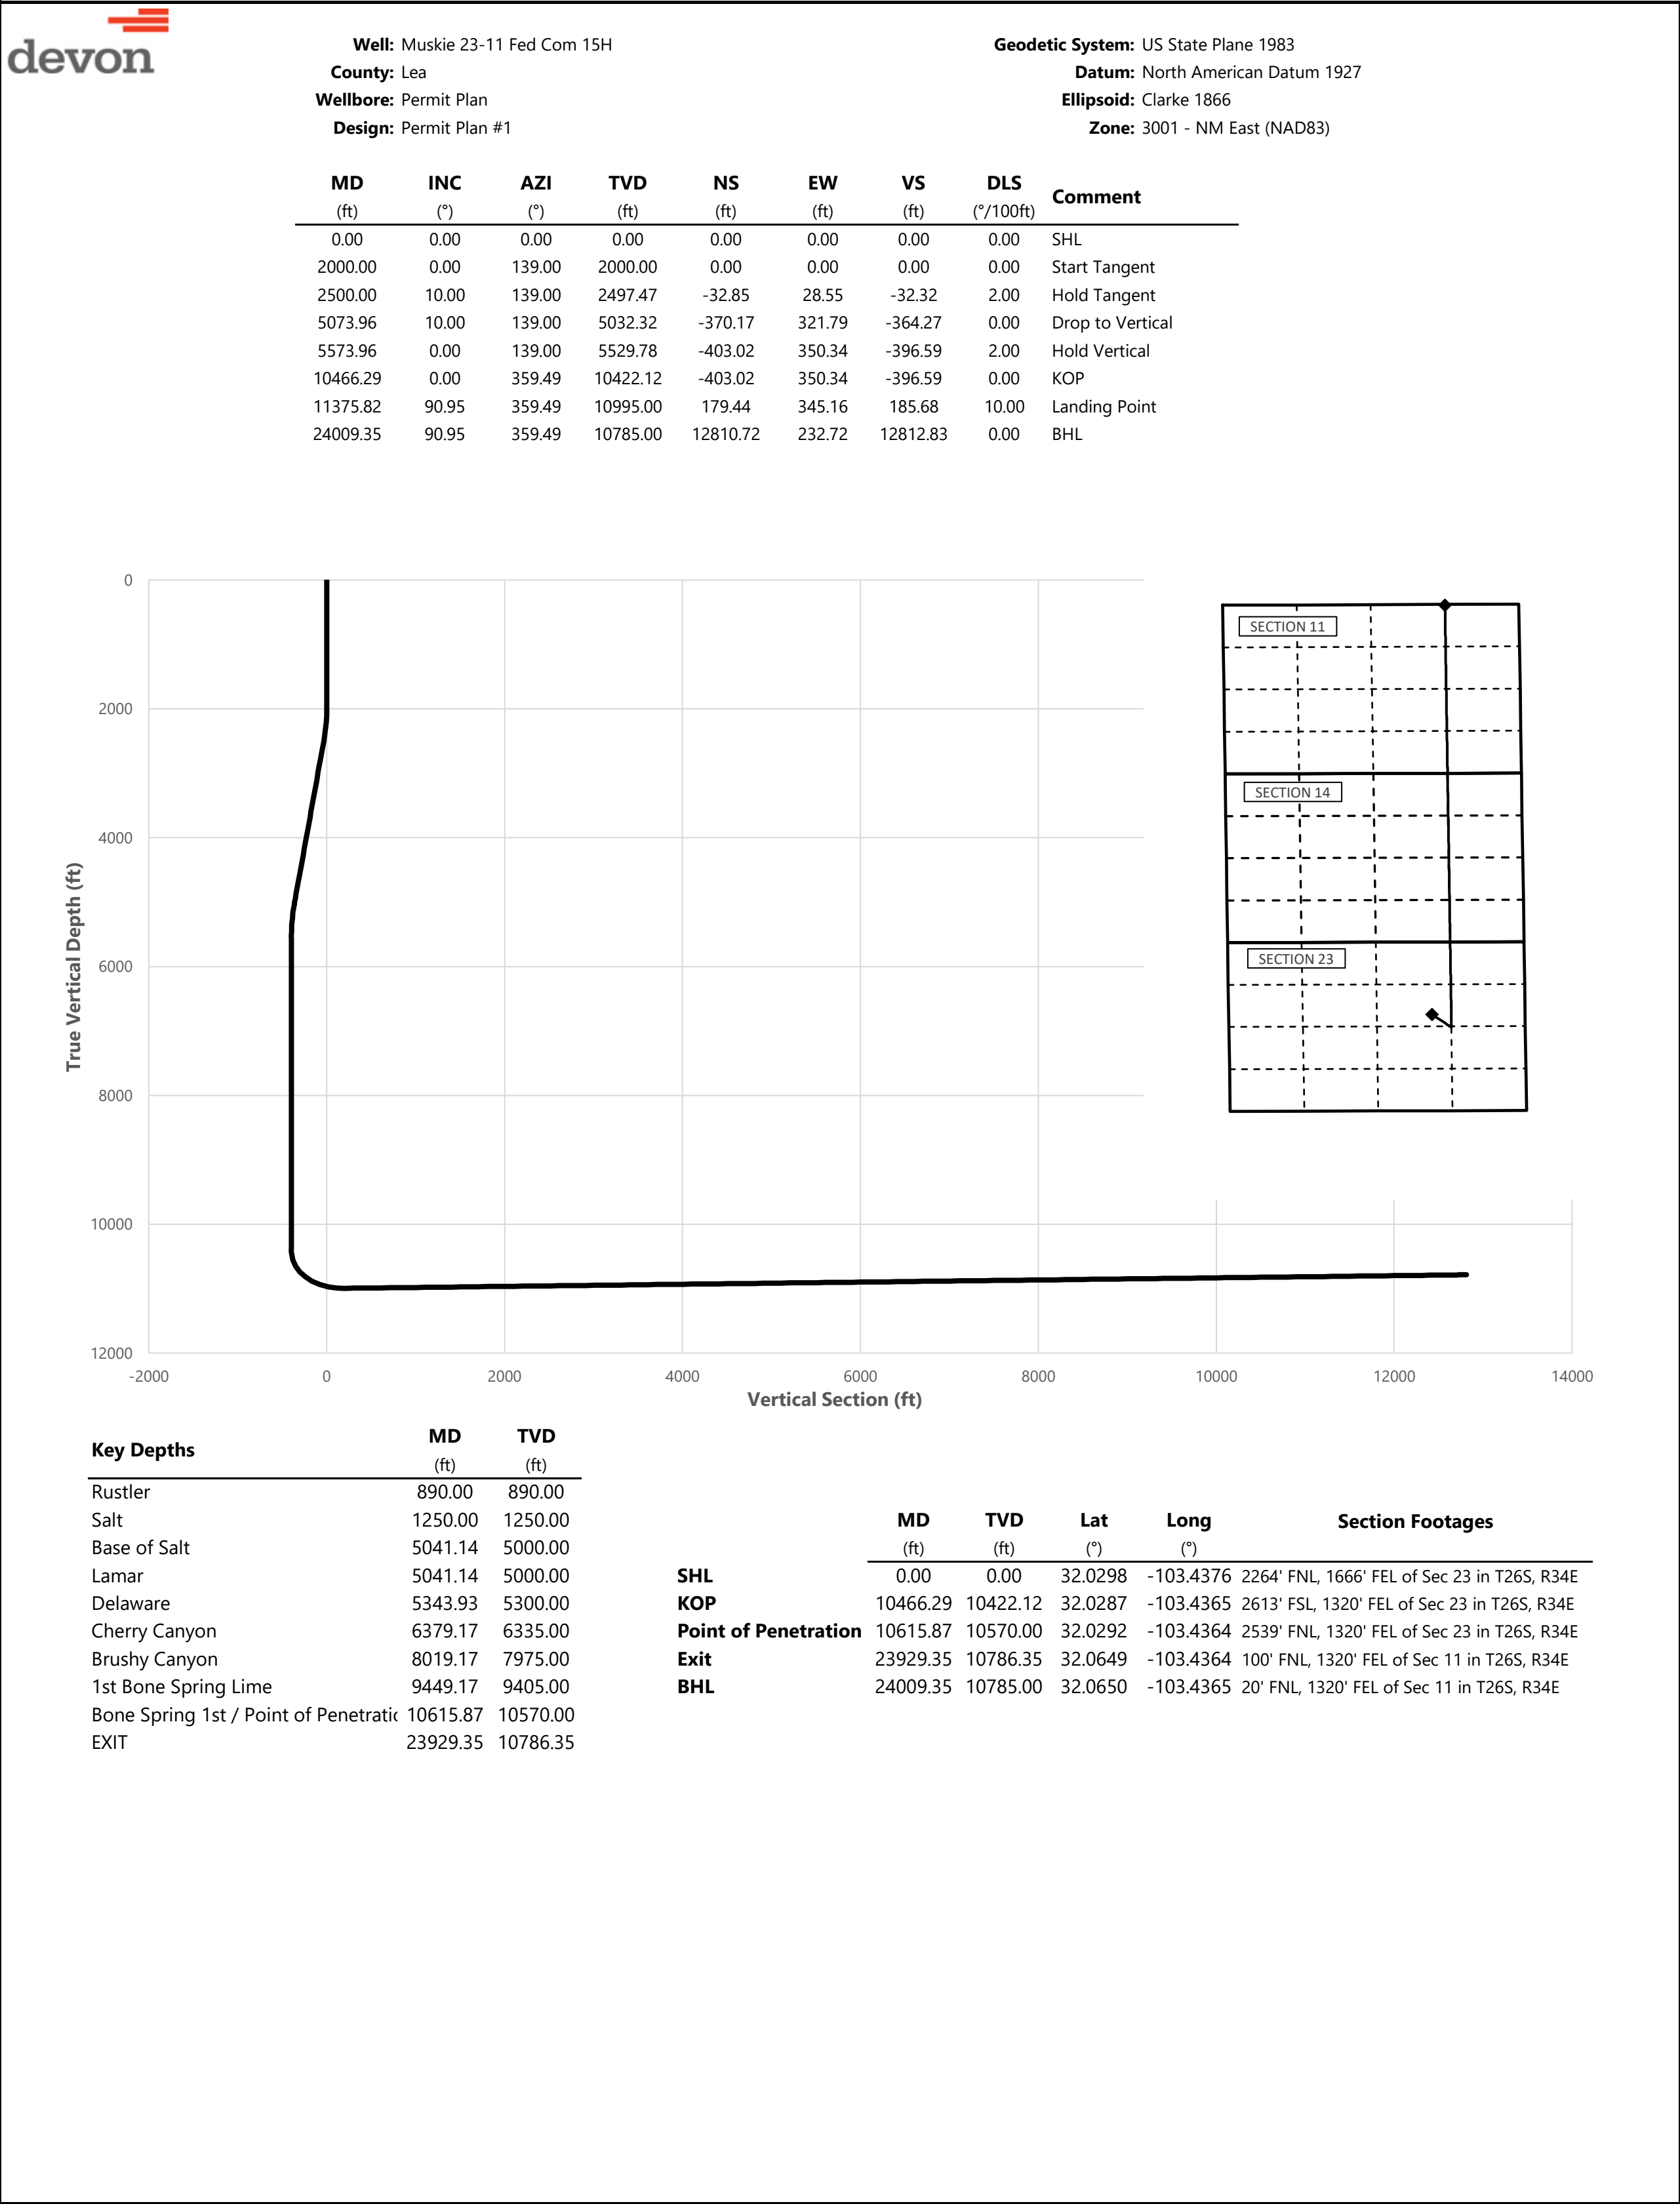 devon
Well: Muskie 23-11 Fed Com 15H
County: Lea
Wellbore: Permit Plan
Design: Permit Plan #1
Geodetic System: US State Plane 1983
Datum: North American Datum 1927
Ellipsoid: Clarke 1866
Zone: 3001 - NM East (NAD83)
MD INC AZI TVD NS EW VS DLS Comment
(ft) (°) (°) (ft) (ft) (ft) (ft) (°/100ft)
0.00 0.00 0.00 0.00 0.00 0.00 0.00 0.00 SHL
2000.00 0.00 139.00 2000.00 0.00 0.00 0.00 0.00 Start Tangent
2500.00 10.00 139.00 2497.47 -32.85 28.55 -32.32 2.00 Hold Tangent
5073.96 10.00 139.00 5032.32 -370.17 321.79 -364.27 0.00 Drop to Vertical
5573.96 0.00 139.00 5529.78 -403.02 350.34 -396.59 2.00 Hold Vertical
10466.29 0.00 359.49 10422.12 -403.02 350.34 -396.59 0.00 KOP
11375.82 90.95 359.49 10995.00 179.44 345.16 185.68 10.00 Landing Point
24009.35 90.95 359.49 10785.00 12810.72 232.72 12812.83 0.00 BHL
0
2000
4000
6000
8000
10000
12000
True Vertical Depth (ft)
-2000 0 2000 4000 6000 8000 10000 12000 14000
Vertical Section (ft)
SECTION 11
SECTION 14
SECTION 23
Key Depths MD TVD
(ft) (ft)
Rustler 890.00 890.00
Salt 1250.00 1250.00
Base of Salt 5041.14 5000.00
Lamar 5041.14 5000.00
Delaware 5343.93 5300.00
Cherry Canyon 6379.17 6335.00
Brushy Canyon 8019.17 7975.00
1st Bone Spring Lime 9449.17 9405.00
Bone Spring 1st / Point of Penetratic 10615.87 10570.00
EXIT 23929.35 10786.35
MD TVD Lat Long Section Footages
(ft) (ft) (°) (°)
SHL 0.00 0.00 32.0298 -103.4376 2264' FNL, 1666' FEL of Sec 23 in T26S, R34E
KOP 10466.29 10422.12 32.0287 -103.4365 2613' FSL, 1320' FEL of Sec 23 in T26S, R34E
Point of Penetration 10615.87 10570.00 32.0292 -103.4364 2539' FNL, 1320' FEL of Sec 23 in T26S, R34E
Exit 23929.35 10786.35 32.0649 -103.4364 100' FNL, 1320' FEL of Sec 11 in T26S, R34E
BHL 24009.35 10785.00 32.0650 -103.4365 20' FNL, 1320' FEL of Sec 11 in T26S, R34E